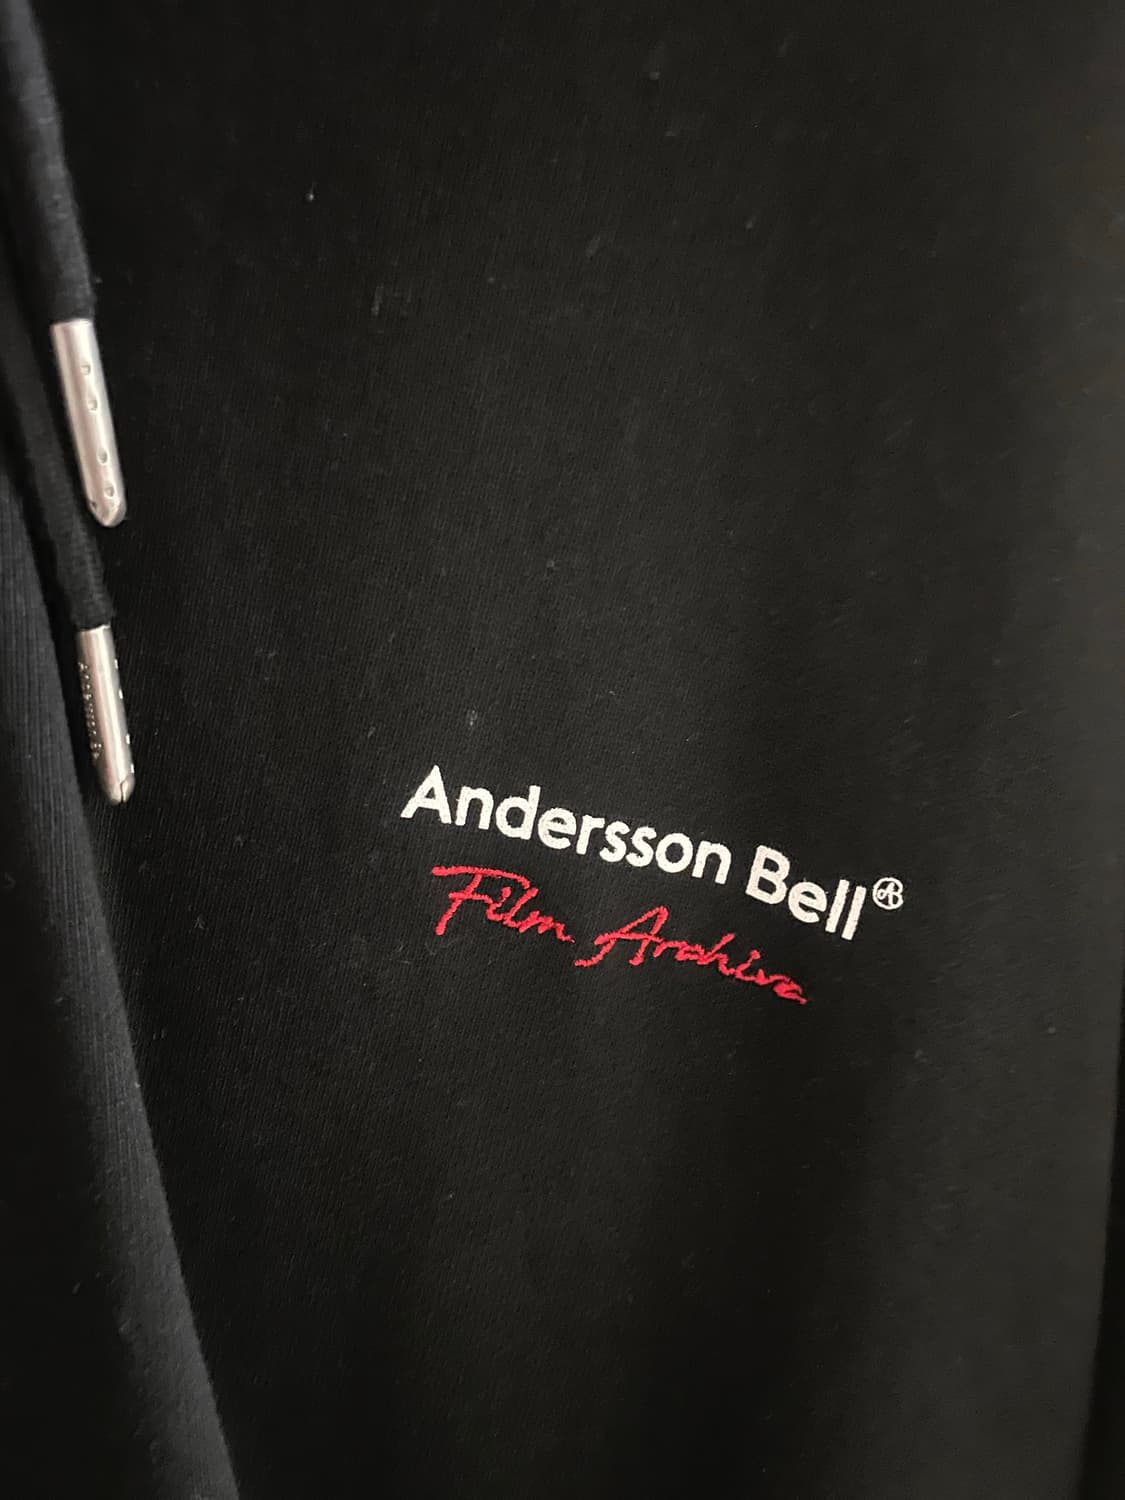 Andersson Bell
Film Archive